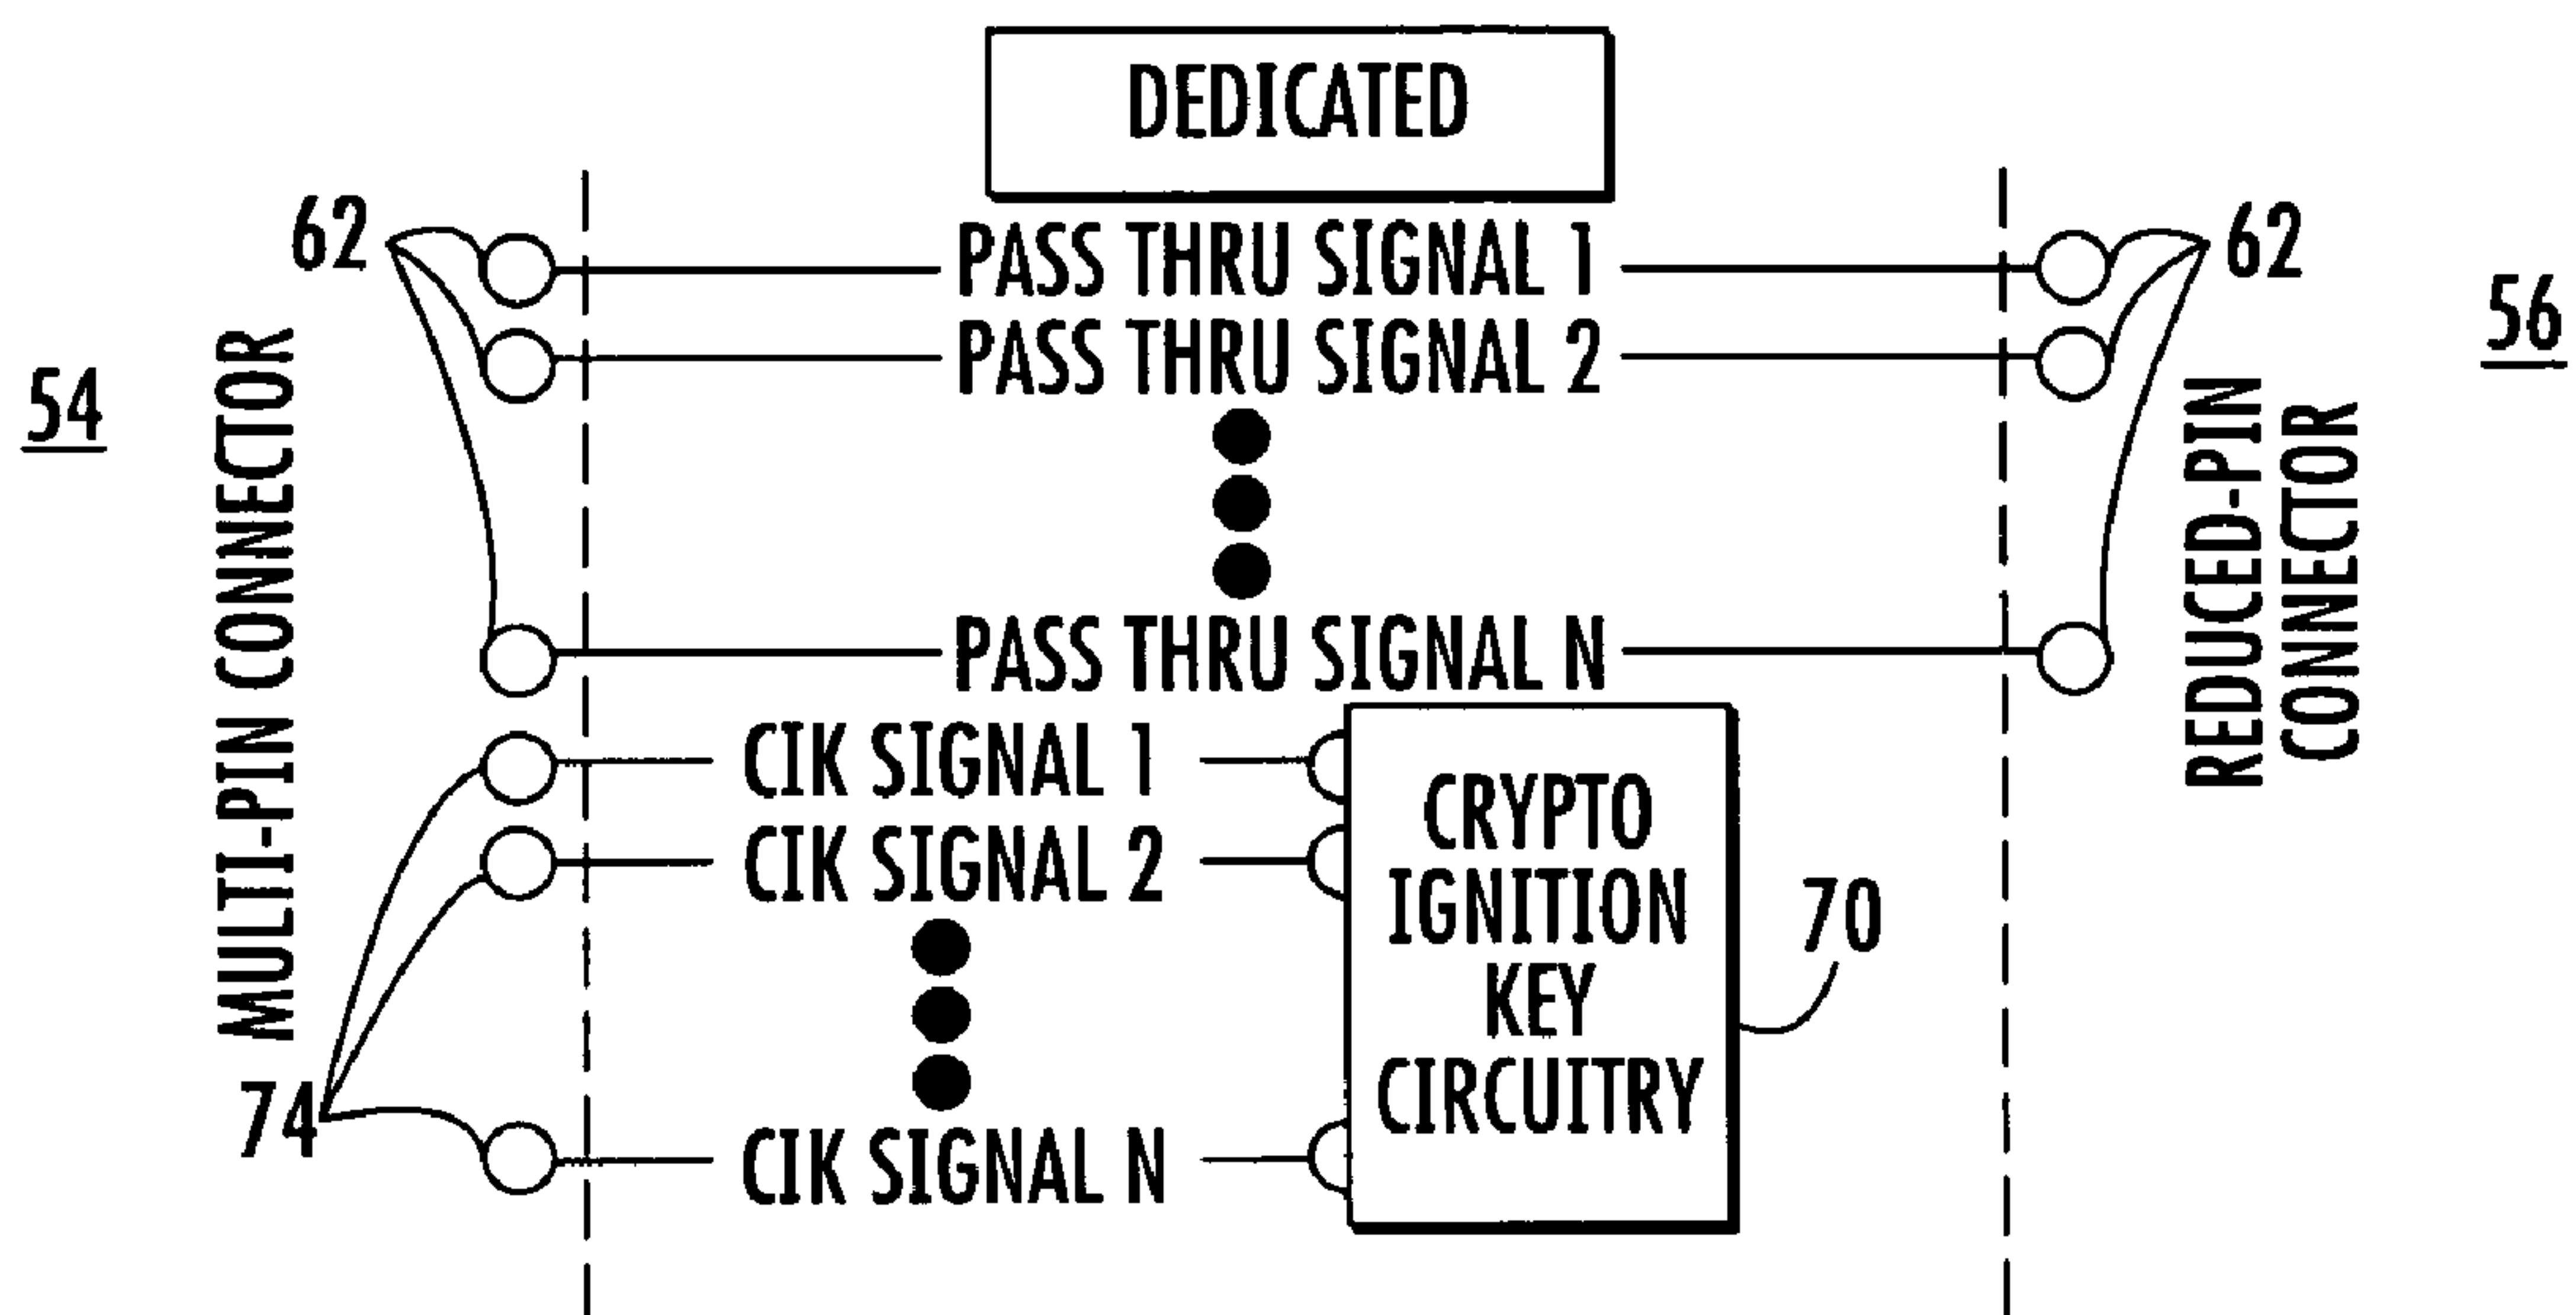 DEDICATED
62
PASS THRU SIGNAL 1
62
PASS THRU SIGNAL 2
54
MULTI-PIN CONNECTOR
56
REDUCED-PIN
CONNECTOR
PASS THRU SIGNAL N
CIK SIGNAL 1
CIK SIGNAL 2
CIK SIGNAL N
CRYPTO
IGNITION
KEY
CIRCUITRY
70
74